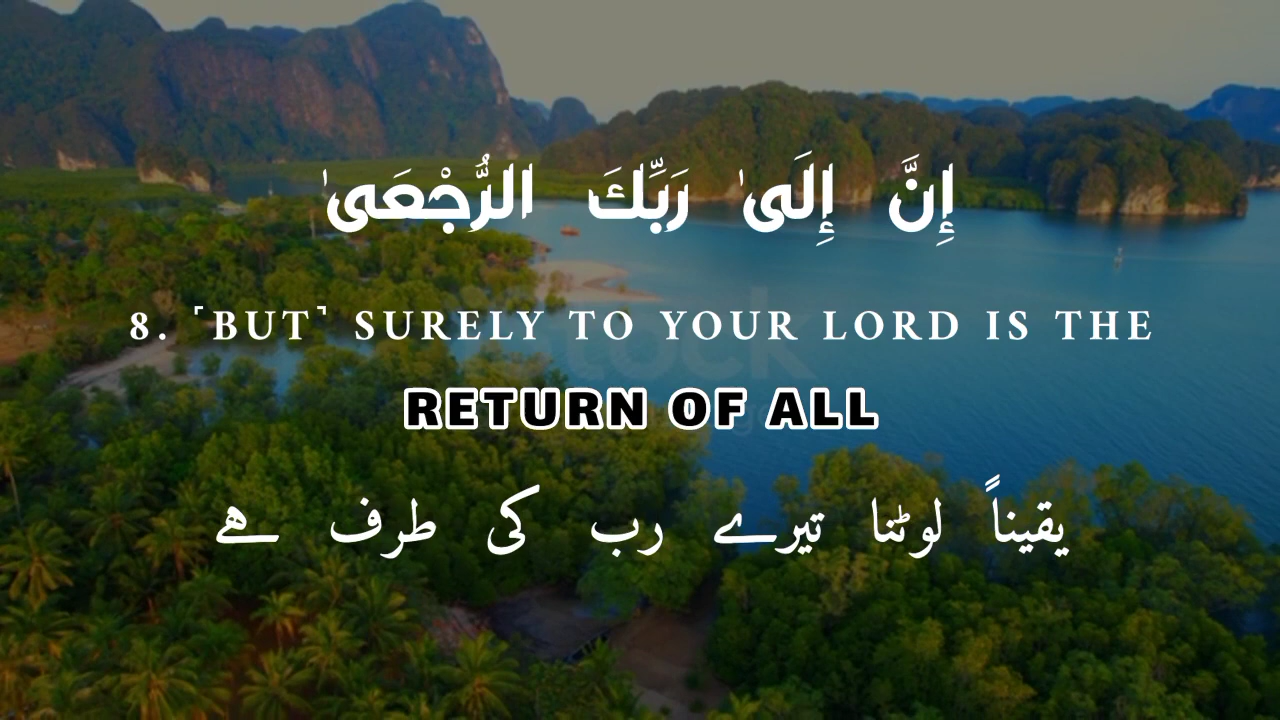 إِنَّ إِلَىٰ رَبِّكَ الرُّجْعَىٰ
8. ˹BUT˺ SURELY TO YOUR LORD IS THE
RETURN OF ALL
یقیناً لوٹنا تیرے رب کی طرف ہے